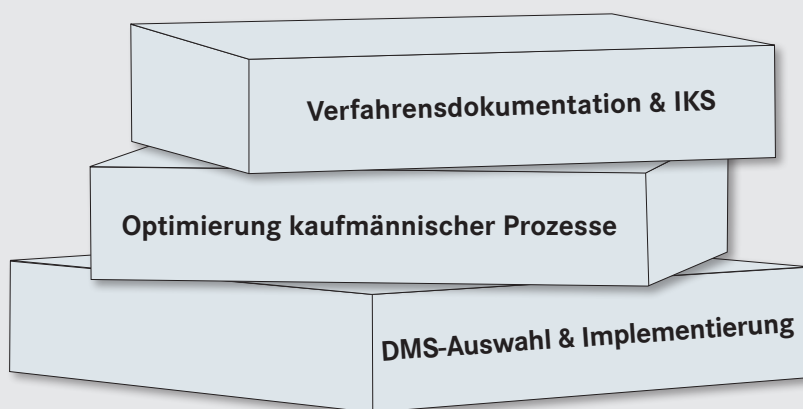 Verfahrensdokumentation & IKS
Optimierung kaufmännischer Prozesse
DMS-Auswahl & Implementierung